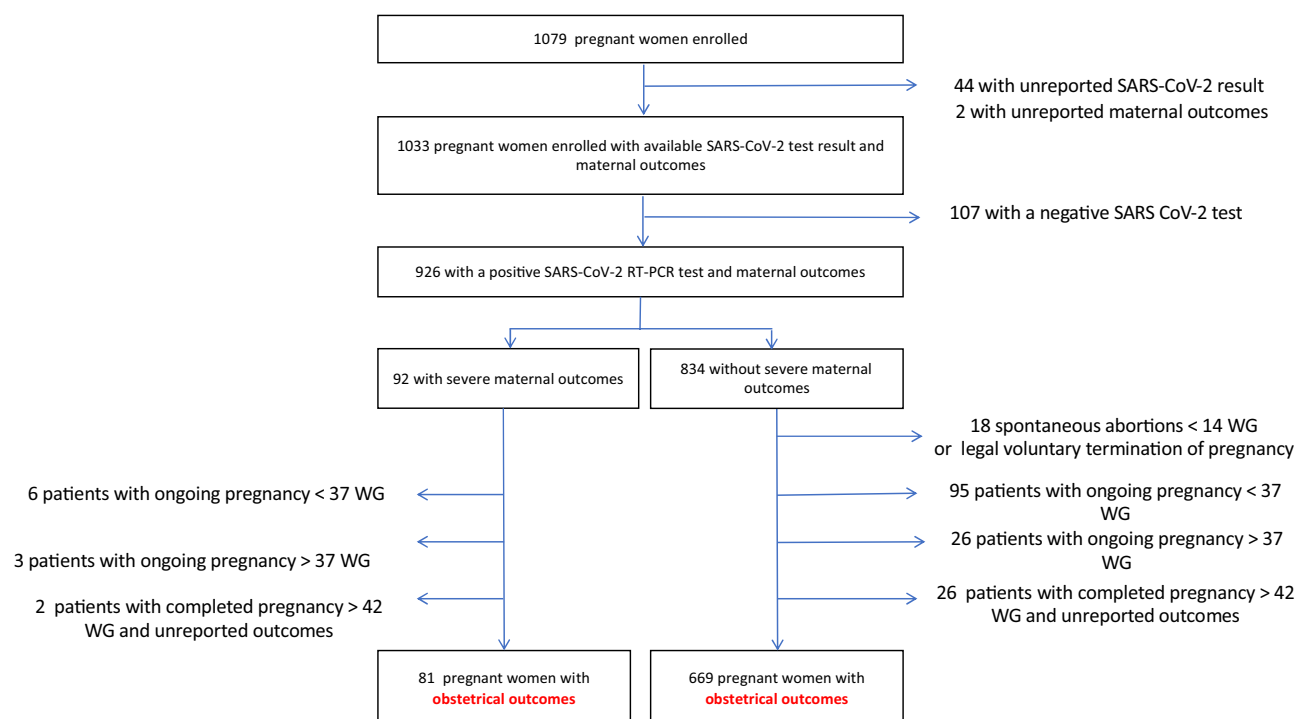 1079 pregnant women enrolled
44 with unreported SARS-CoV-2 result
2 with unreported maternal outcomes
1033 pregnant women enrolled with available SARS-CoV-2 test result and
maternal outcomes
107 with a negative SARS CoV-2 test
926 with a positive SARS-CoV-2 RT-PCR test and maternal outcomes
92 with severe maternal outcomes
834 without severe maternal
outcomes
18 spontaneous abortions < 14 WG
or legal voluntary termination of pregnancy
6 patients with ongoing pregnancy < 37 WG
95 patients with ongoing pregnancy < 37
WG
3 patients with ongoing pregnancy > 37 WG
26 patients with ongoing pregnancy > 37
WG
2 patients with completed pregnancy > 42
WG and unreported outcomes
26 patients with completed pregnancy > 42
WG and unreported outcomes
81 pregnant women with
obstetrical outcomes
669 pregnant women with
obstetrical outcomes